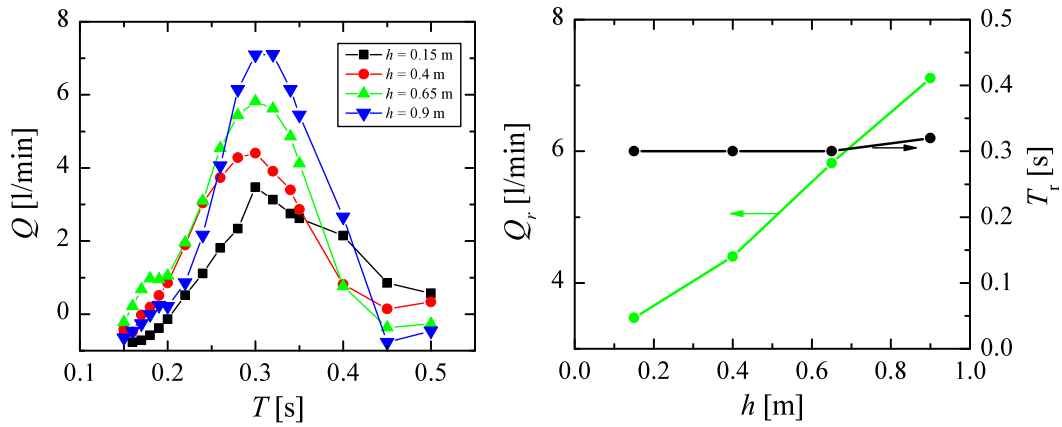 8
6
4
2
0
Q [l/min]
0.1 0.2 0.3 0.4 0.5
T [s]
h = 0.15 m
h = 0.4 m
h = 0.65 m
h = 0.9 m
8
6
4
Q_r [l/min]
0.0 0.2 0.4 0.6 0.8 1.0
h [m]
0.5
0.4
0.3
0.2
0.1
0.0
T_r [s]